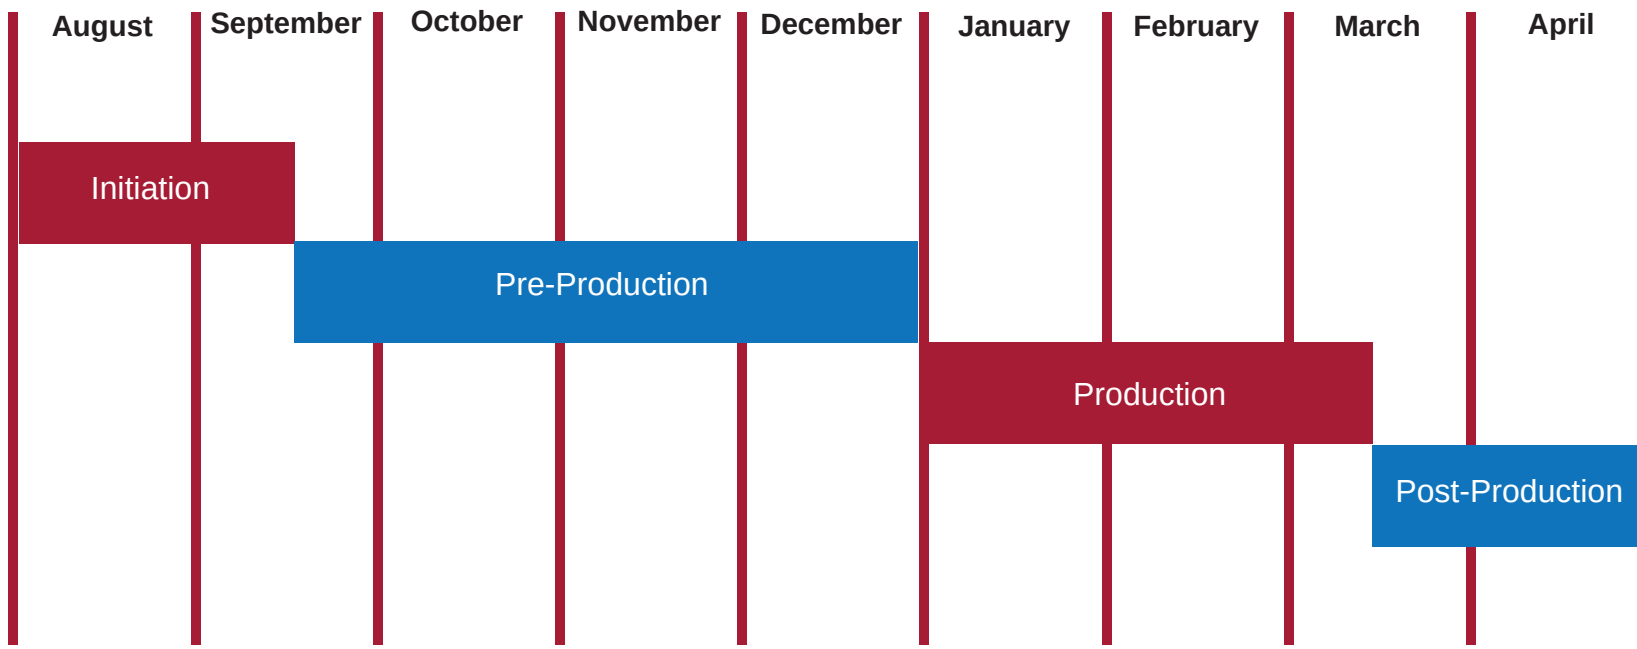 August September October November December January February March April
Initiation
Pre-Production
Production
Post-Production